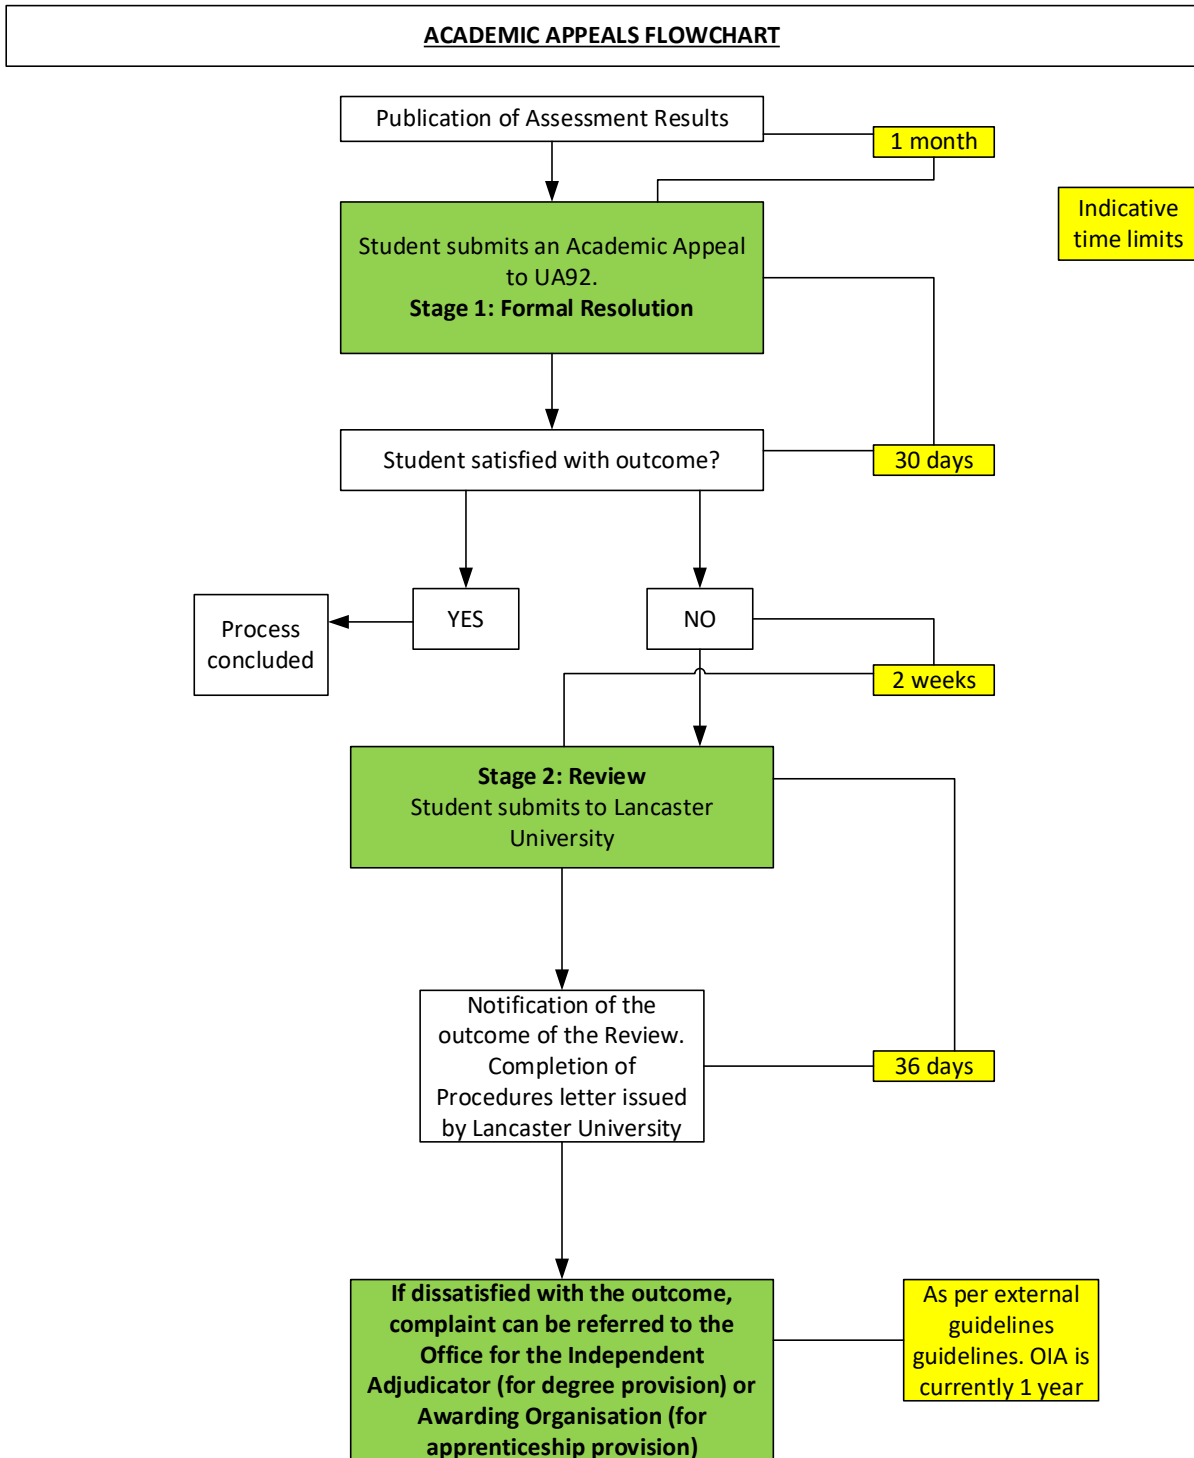 ACADEMIC APPEALS FLOWCHART
Publication of Assessment Results
1 month
Indicative
time limits
Student submits an Academic Appeal
to UA92.
Stage 1: Formal Resolution
Student satisfied with outcome?
30 days
YES
NO
Process
concluded
2 weeks
Stage 2: Review
Student submits to Lancaster
University
Notification of the
outcome of the Review.
Completion of
Procedures letter issued
by Lancaster University
36 days
If dissatisfied with the outcome,
complaint can be referred to the
Office for the Independent
Adjudicator (for degree provision) or
Awarding Organisation (for
apprenticeship provision)
As per external
guidelines
guidelines. OIA is
currently 1 year